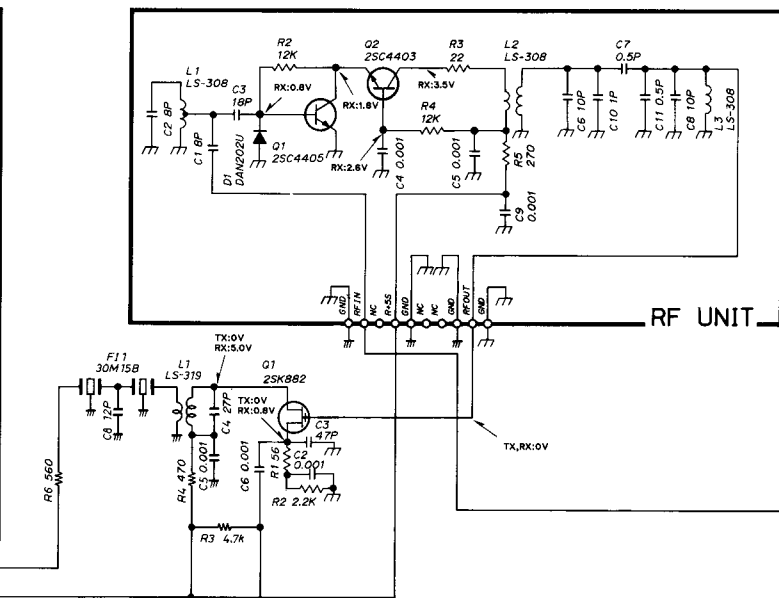 L1
LS-308
C2 8P
C1 8P
C3
18P
D1
DAN202U
R2
12K
RX:0.8V
Q1
2SC4405
RX:1.8V
Q2
2SC4403
RX:2.6V
RX:3.5V
R3
22
R4
12K
C4 0.001
C5 0.001
L2
LS-308
R5
270
C9
0.001
C6 10P
C10 1P
C7
0.5P
C11 0.5P
C8 10P
L3
LS-308
GND
RFIN
NC
R+5S
GND
NC
NC
GND
RFOUT
GND
RF UNIT
FI1
30M15B
C8 12P
R6 560
L1
LS-319
TX:0V
RX:5.0V
C4 27P
C5 0.001
R4 470
R3 4.7k
C6 0.001
Q1
2SK882
TX:0V
RX:0.8V
C3
47P
R1 56
C2
0.001
R2 2.2K
TX,RX:0V